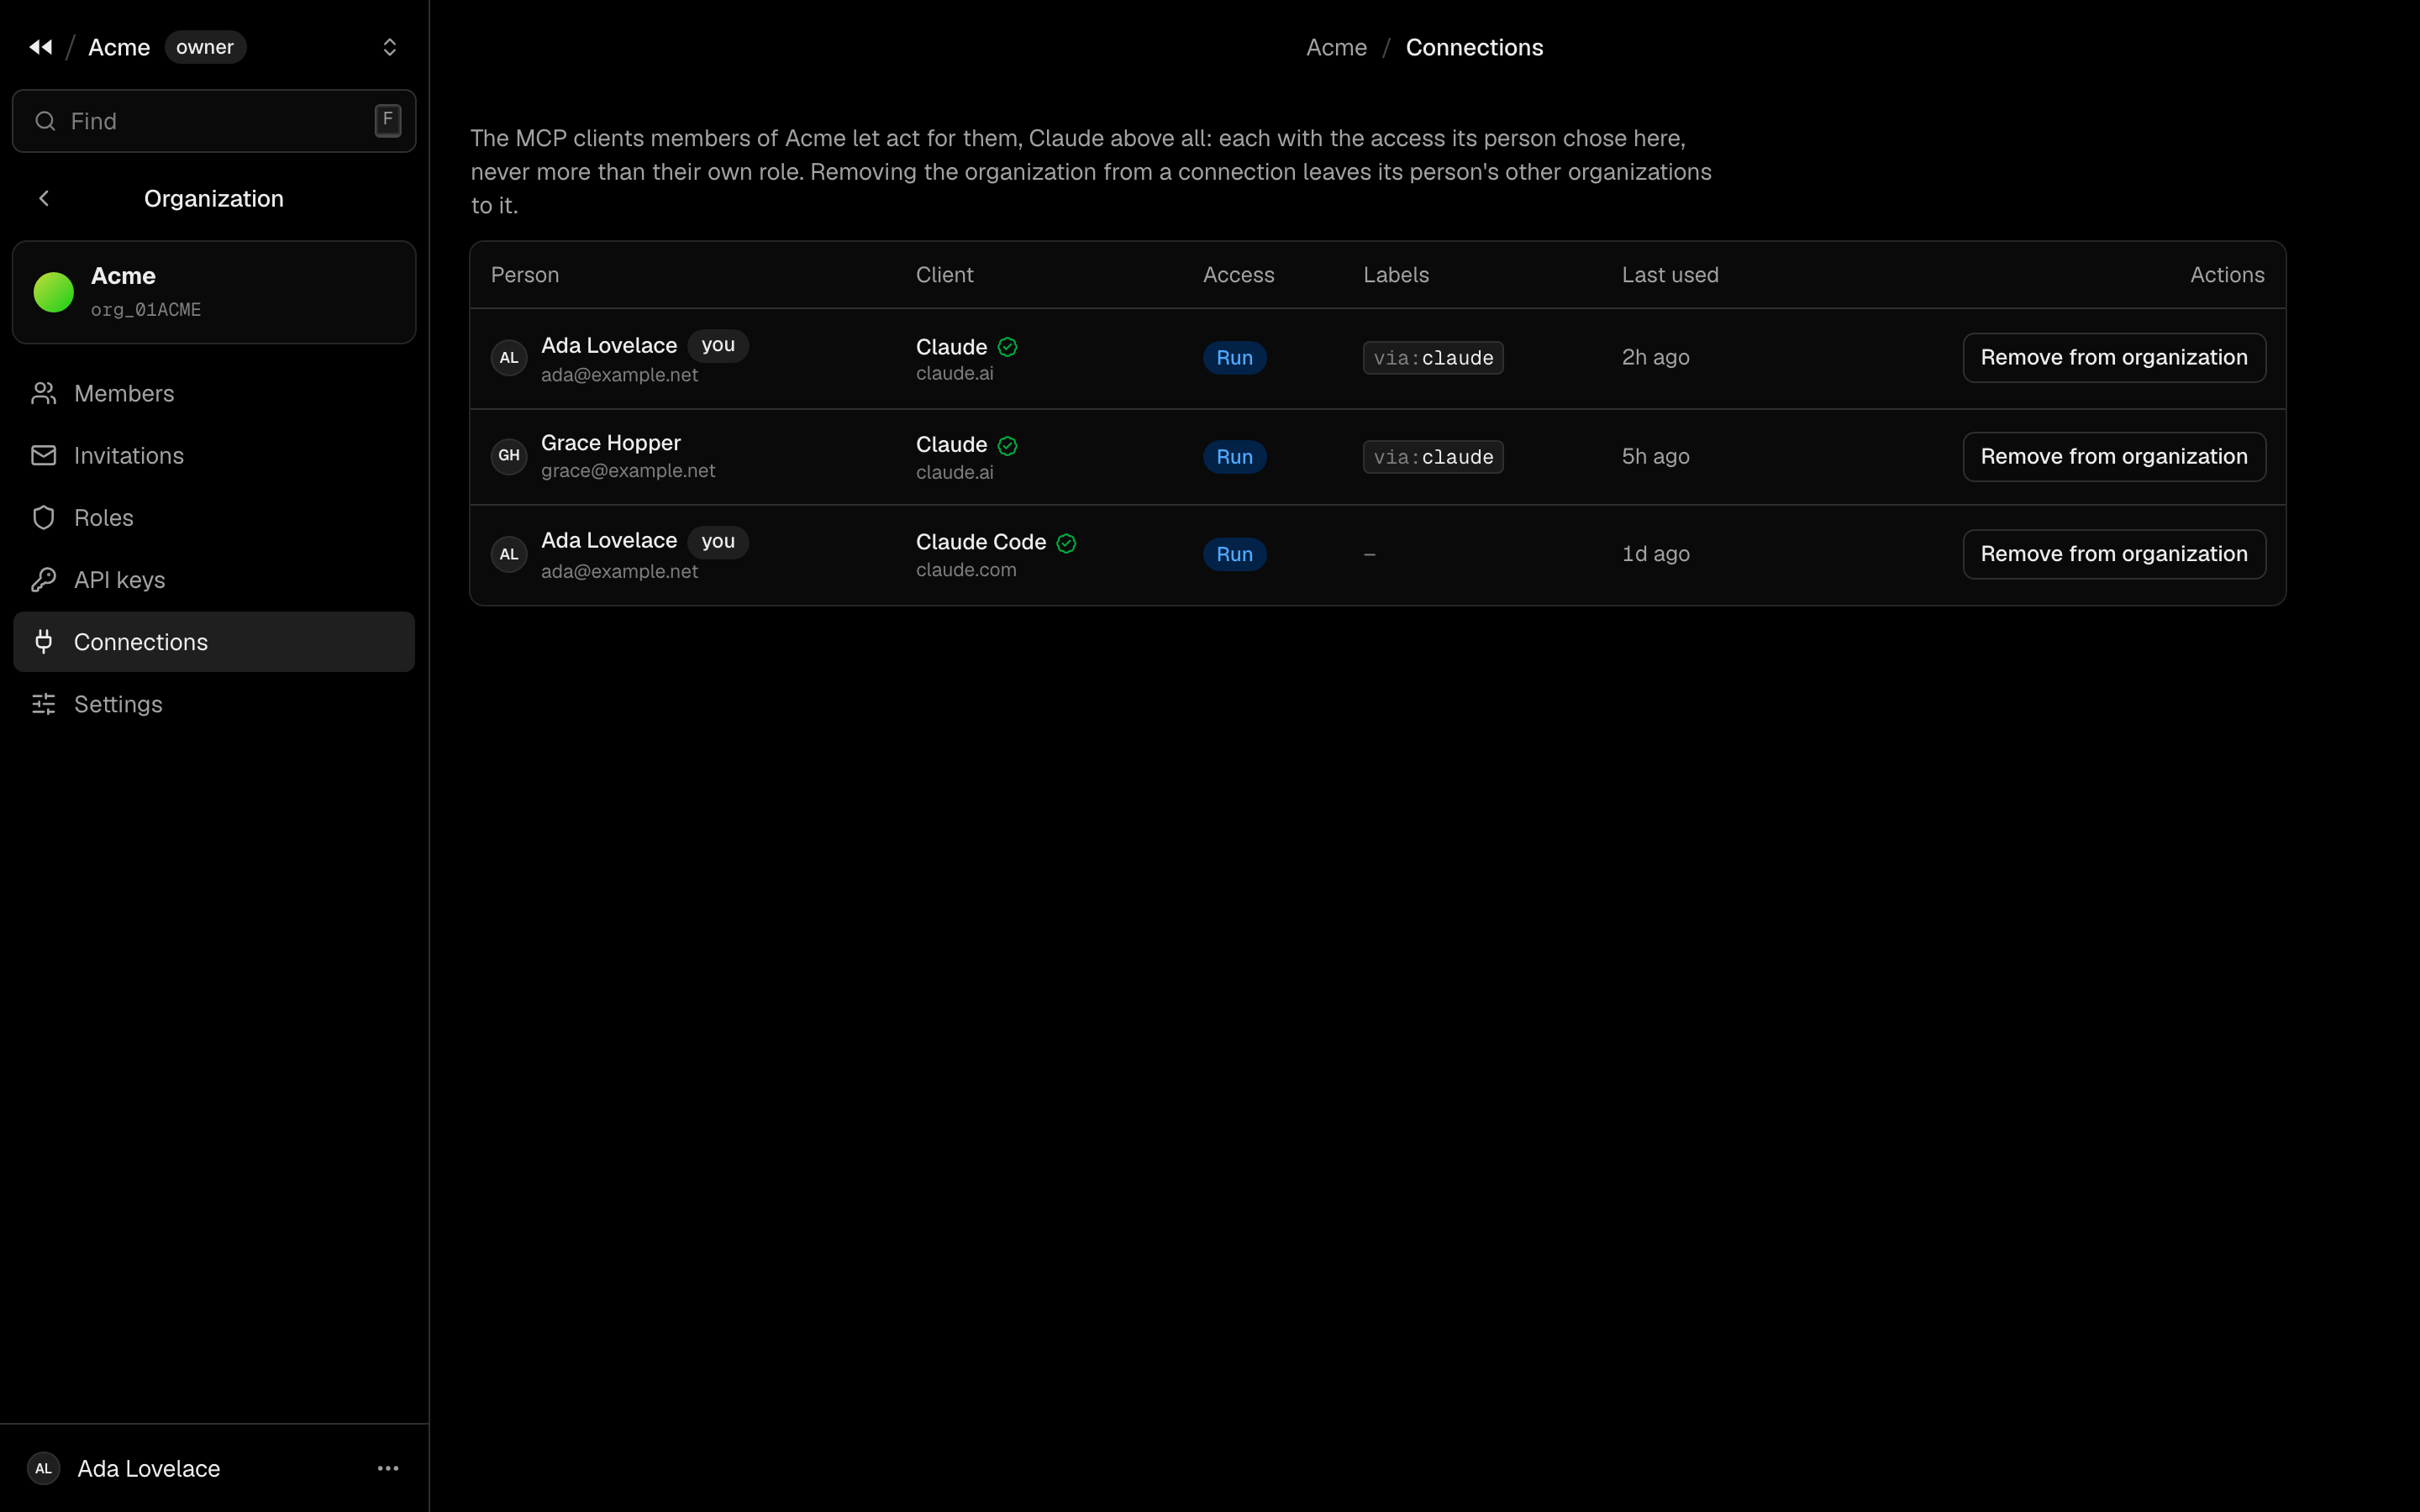 / Acme owner
Find F
Organization
Acme
org_01ACME
Members
Invitations
Roles
API keys
Connections
Settings
AL Ada Lovelace
Acme / Connections
The MCP clients members of Acme let act for them, Claude above all: each with the access its person chose here,
never more than their own role. Removing the organization from a connection leaves its person's other organizations
to it.
Person Client Access Labels Last used Actions
AL Ada Lovelace you Claude Run via:claude 2h ago Remove from organization
ada@example.net claude.ai
GH Grace Hopper Claude Run via:claude 5h ago Remove from organization
grace@example.net claude.ai
AL Ada Lovelace you Claude Code Run – 1d ago Remove from organization
ada@example.net claude.com